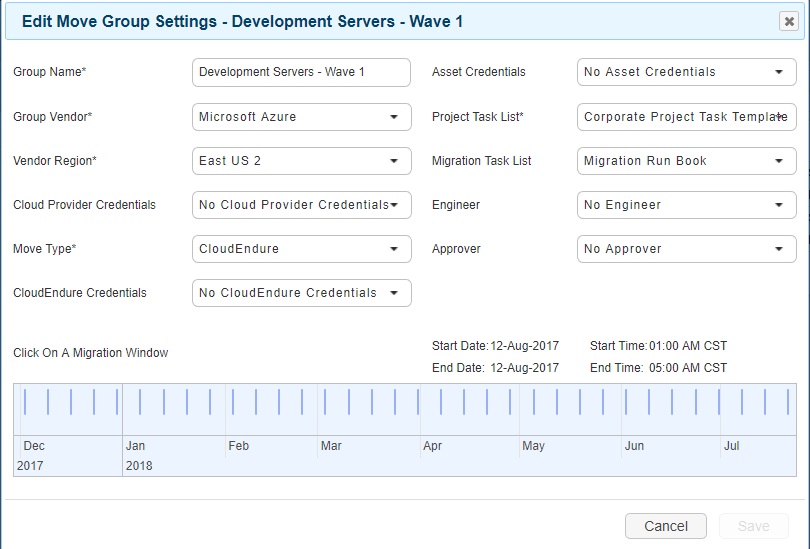 Edit Move Group Settings - Development Servers - Wave 1
Group Name* Development Servers - Wave 1 Asset Credentials No Asset Credentials
Group Vendor* Microsoft Azure Project Task List* Corporate Project Task Template
Vendor Region* East US 2 Migration Task List Migration Run Book
Cloud Provider Credentials No Cloud Provider Credentials Engineer No Engineer
Move Type* CloudEndure Approver No Approver
CloudEndure Credentials No CloudEndure Credentials
Start Date: 12-Aug-2017 Start Time: 01:00 AM CST
Click On A Migration Window
End Date: 12-Aug-2017 End Time: 05:00 AM CST
Dec Jan Feb Mar Apr May Jun Jul
2017 2018
Cancel Save